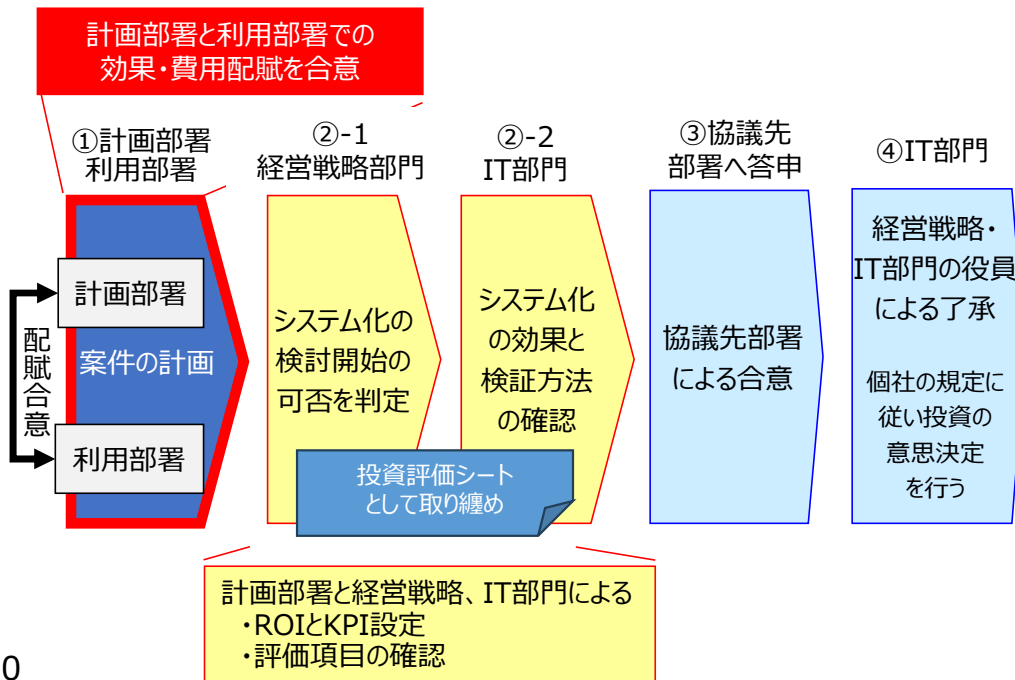 計画部署と利用部署での
効果・費用配賦を合意
①計画部署
利用部署
②-1
経営戦略部門
②-2
IT部門
③協議先
部署へ答申
④IT部門
計画部署
案件の計画
利用部署
配賦合意
システム化の
検討開始の
可否を判定
システム化
の効果と
検証方法
の確認
投資評価シート
として取り纏め
協議先部署
による合意
経営戦略・
IT部門の役員
による了承
個社の規定に
従い投資の
意思決定
を行う
計画部署と経営戦略、IT部門による
・ROIとKPI設定
・評価項目の確認
0